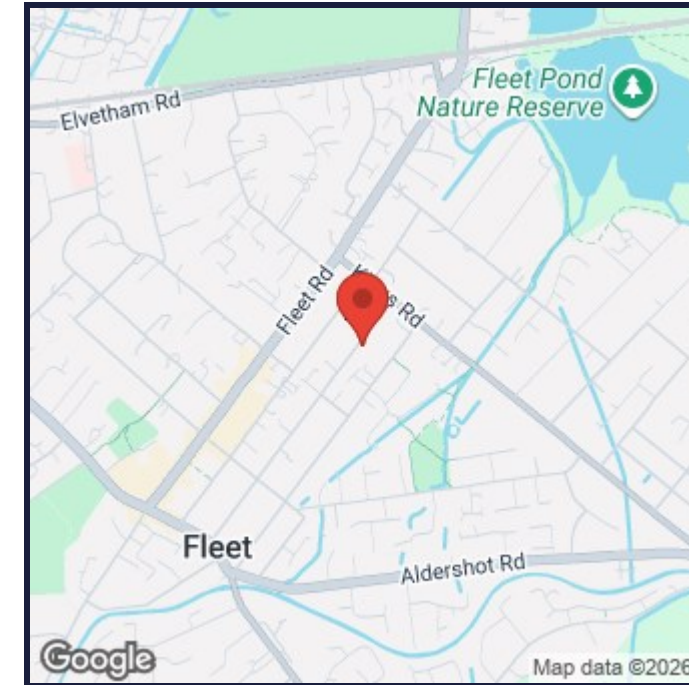 Elvetham Rd
Fleet Pond
Nature Reserve
Fleet Rd
Rd
Fleet
Aldershot Rd
Google
Map data ©2026